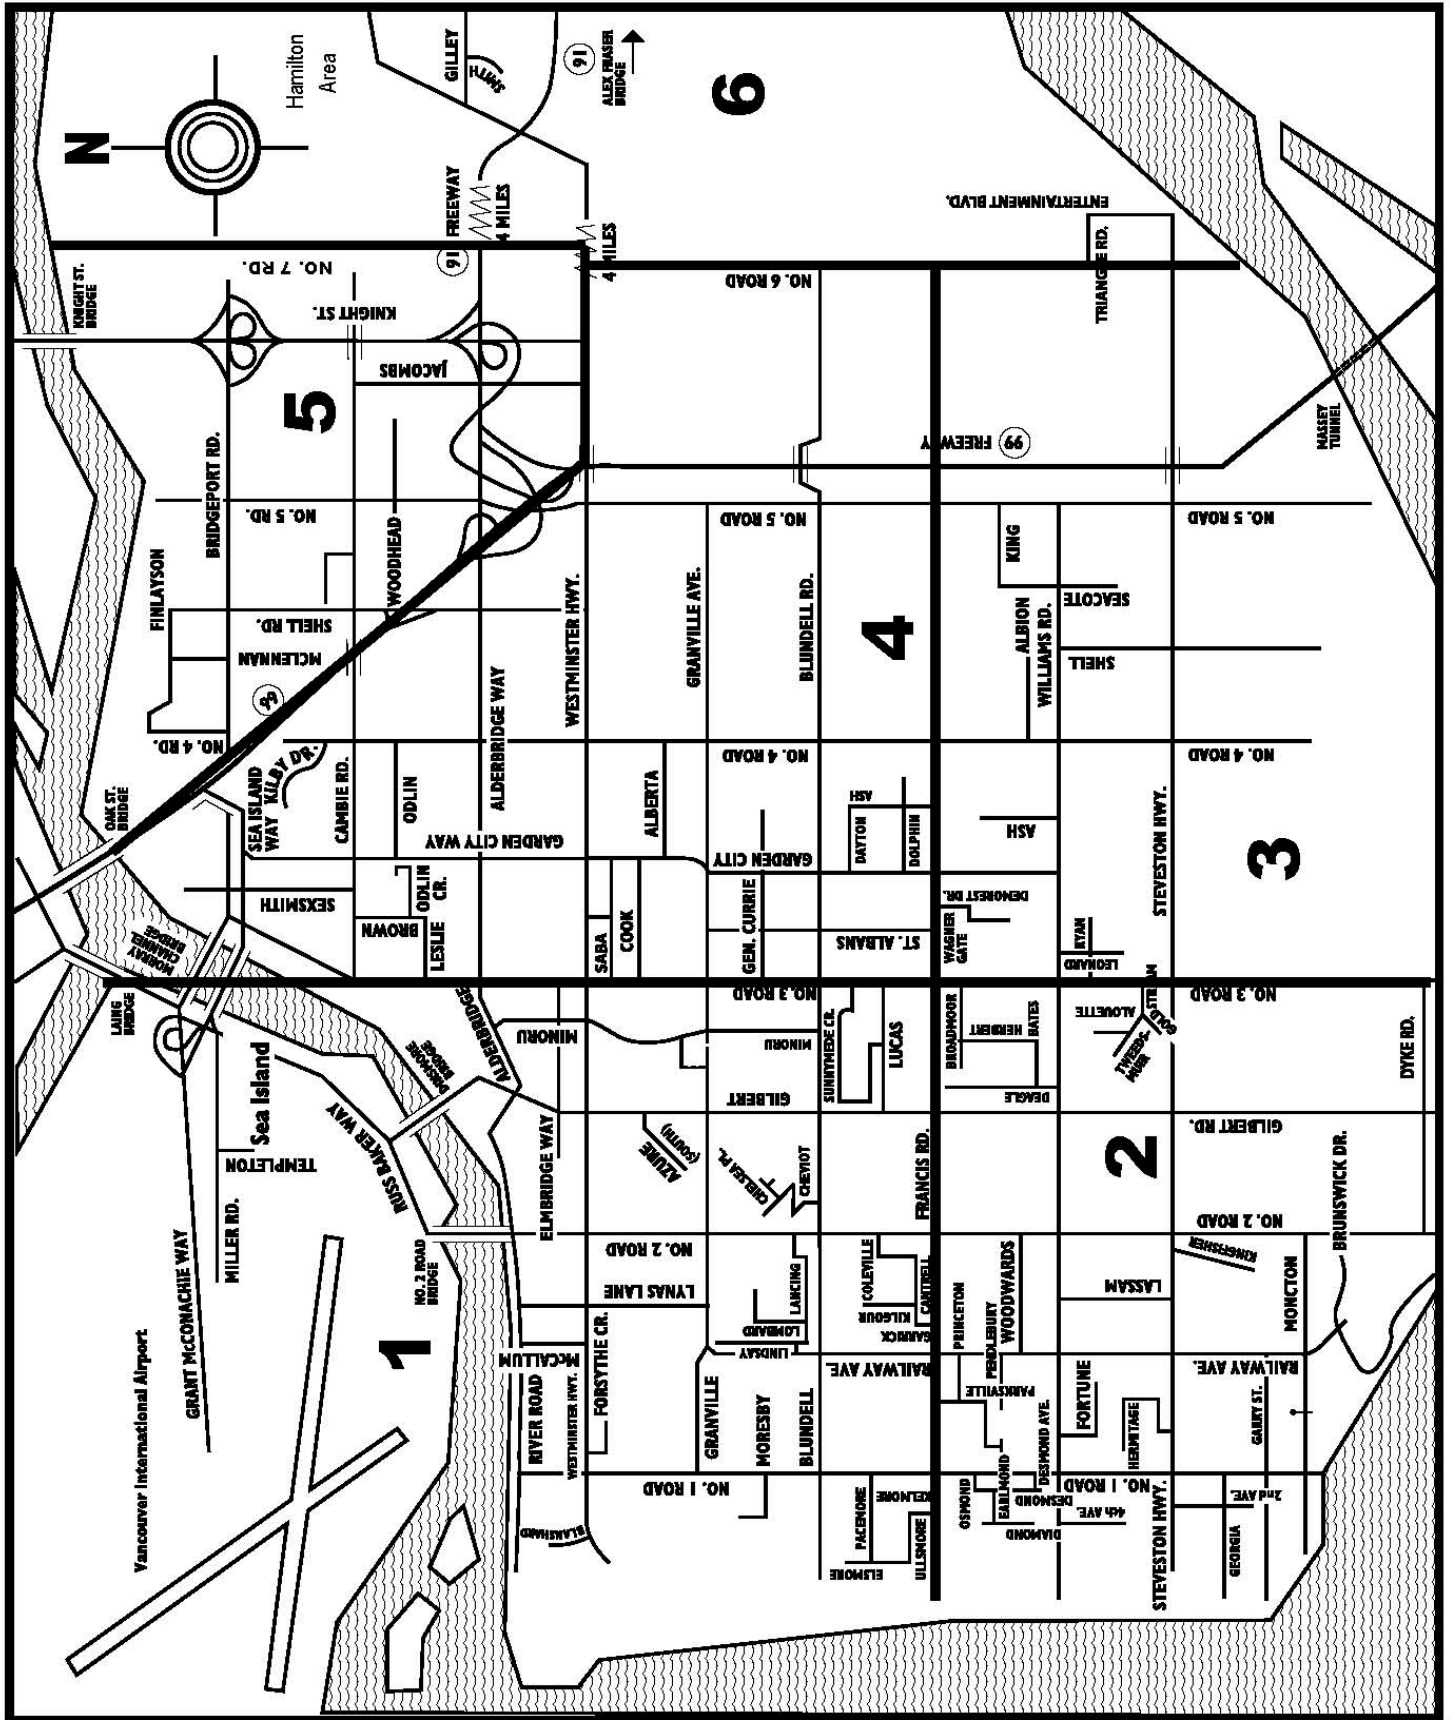 N
Hamilton
Area
GILLEY
SMITH
91
ALEX FRASER
BRIDGE
6
KNIGHT ST.
BRIDGE
NO. 7 RD.
91
FREEWAY
4 MILES
4 MILES
ENTERTAINMENT BLVD.
TRIANGLE RD.
NO. 6 ROAD
KNIGHT ST.
JACOMBS
5
BRIDGEPORT RD.
FREEWAY
99
MASSEY
TUNNEL
NO. 5 RD.
NO. 5 ROAD
NO. 5 ROAD
FINLAYSON
WOODHEAD
SHELL RD.
MCLENNAN
99
WESTMINSTER HWY.
GRANVILLE AVE.
BLUNDELL RD.
4
KING
SEACOTE
ALBION
WILLIAMS RD.
SHELL
NO. 4 RD.
NO. 4 ROAD
NO. 4 ROAD
OAK ST.
BRIDGE
SEA ISLAND
WAY
KILBY DR.
CAMBIE RD.
ODLIN
ALDERBRIDGE WAY
GARDEN CITY WAY
ALBERTA
GARDEN CITY
ASH
DAYTON
DOLPHIN
ASH
STEVESTON HWY.
3
SEXSMITH
BROWN
ODLIN
CR.
LESLIE
SABA
COOK
GEN. CURRIE
ST. ALBANS
DEMOREST DR.
WAGNER
GATE
RYAN
LEONARD
MORRAY
CHANNEL
BRIDGE
LAING
BRIDGE
NO. 3 ROAD
NO. 3 ROAD
Sea Island
DINSMORE
BRIDGE
ALDERBRIDGE
MINORU
MINORU
SUNNYMEDE CR.
LUCAS
BROADMOOR
HERBERT
BATES
ALOUETTE
GOLD STREAM
TWEEDS-
MUIR
DYKE RD.
DEAGLE
GILBERT
GILBERT RD.
TEMPLETON
RUSS BAKER WAY
ELMBRIDGE WAY
AZURE
(SOUTH)
CHELSEA PL.
CHEVIOT
FRANCIS RD.
2
GRANT McCONACHIE WAY
MILLER RD.
NO. 2 ROAD
BRIDGE
NO. 2 ROAD
NO. 2 ROAD
BRUNSWICK DR.
KINGFISHER
LYNAS LANE
LANCING
COLEVILLE
CANTRELL
KILGOUR
GARRICK
LASSAM
MONCTON
1
LOMBARD
LINDSAY
PRINCETON
PENDLEBURY
WOODWARDS
Vancouver International Airport
McCALLUM
RAILWAY AVE.
RAILWAY AVE.
RIVER ROAD
WESTMINSTER HWY.
FORSYTHE CR.
GRANVILLE
MORESBY
BLUNDELL
PARKSVILLE
FORTUNE
HERMITAGE
GARRY ST.
DESMOND AVE.
NO. 1 ROAD
NO. 1 ROAD
KELMORE
PACEMORE
OSMOND
EARLMOND
DESMOND
4th AVE.
2nd AVE.
BLANSHARD
ELSMORE
ULLSMORE
DIAMOND
STEVESTON HWY.
GEORGIA